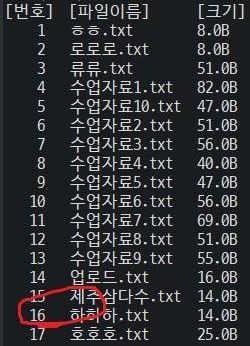 [번호] [파일이름] [크기]
1 ㅎㅎ.txt 8.0B
2 로로로.txt 8.0B
3 류류.txt 51.0B
4 수업자료1.txt 82.0B
5 수업자료10.txt 47.0B
6 수업자료2.txt 51.0B
7 수업자료3.txt 56.0B
8 수업자료4.txt 40.0B
9 수업자료5.txt 47.0B
10 수업자료6.txt 56.0B
11 수업자료7.txt 69.0B
12 수업자료8.txt 51.0B
13 수업자료9.txt 55.0B
14 업로드.txt 16.0B
15 제주삼다수.txt 14.0B
16 하하하.txt 14.0B
17 호호호.txt 25.0B